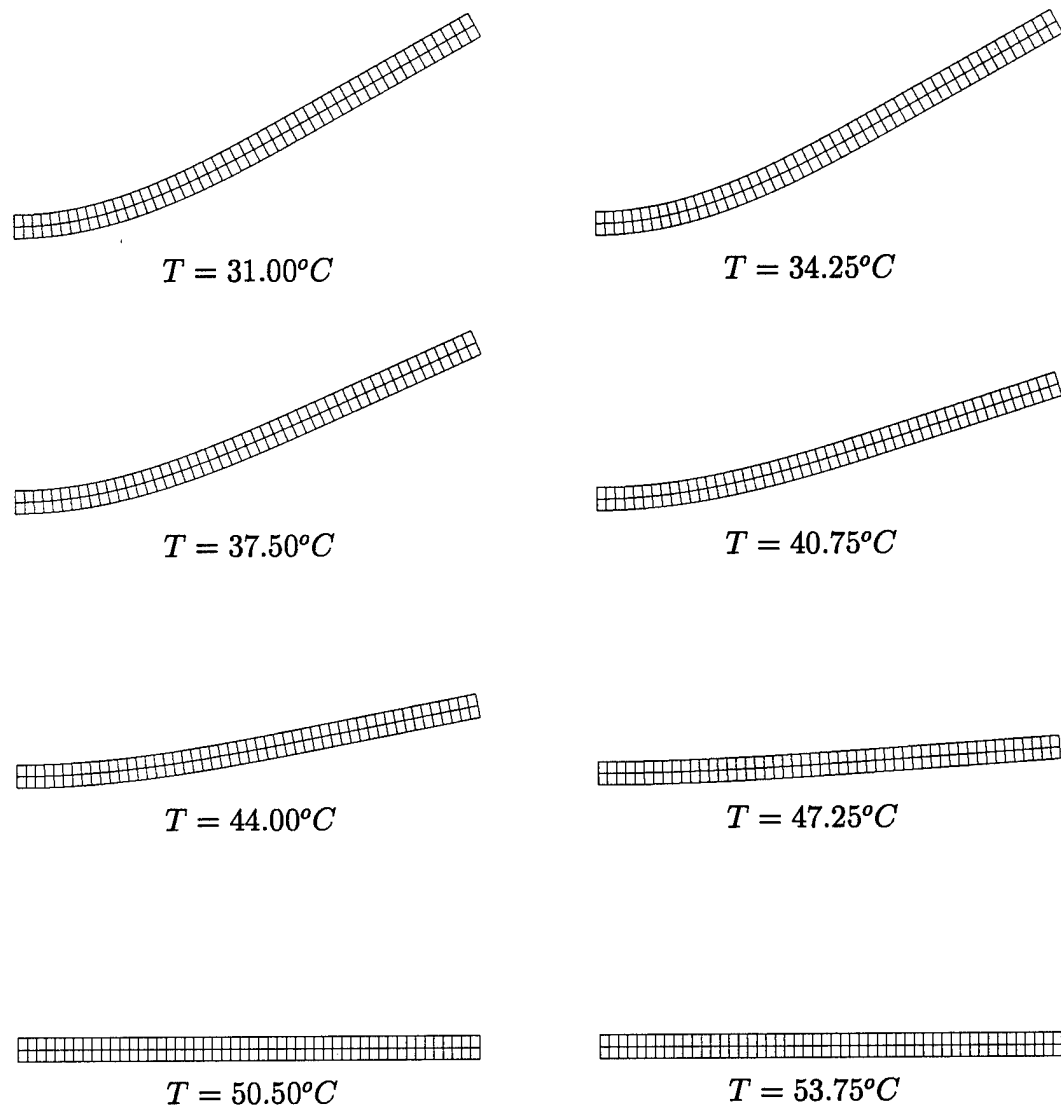 T = 31.00°C
T = 34.25°C
T = 37.50°C
T = 40.75°C
T = 44.00°C
T = 47.25°C
T = 50.50°C
T = 53.75°C